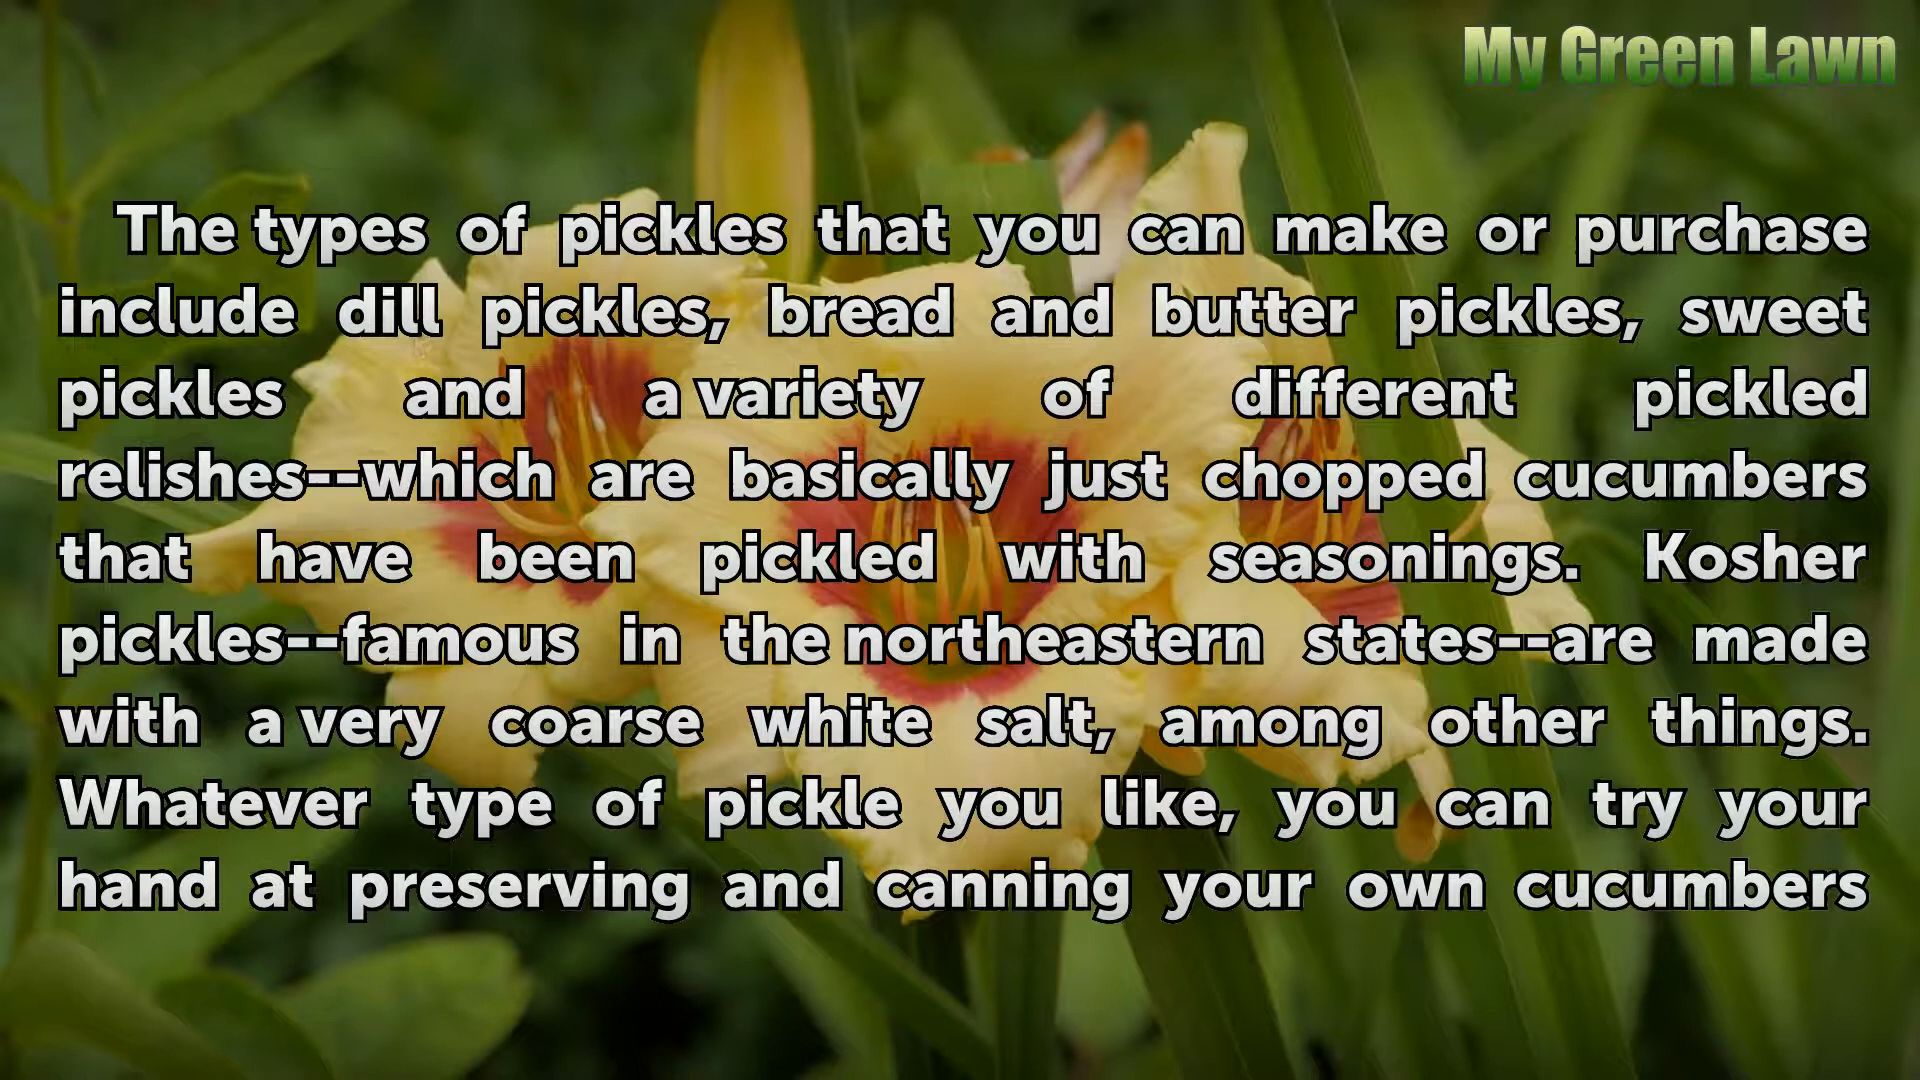 My Green Lawn
The types of pickles that you can make or purchase
include dill pickles, bread and butter pickles, sweet
pickles and a variety of different pickled
relishes--which are basically just chopped cucumbers
that have been pickled with seasonings. Kosher
pickles--famous in the northeastern states--are made
with a very coarse white salt, among other things.
Whatever type of pickle you like, you can try your
hand at preserving and canning your own cucumbers